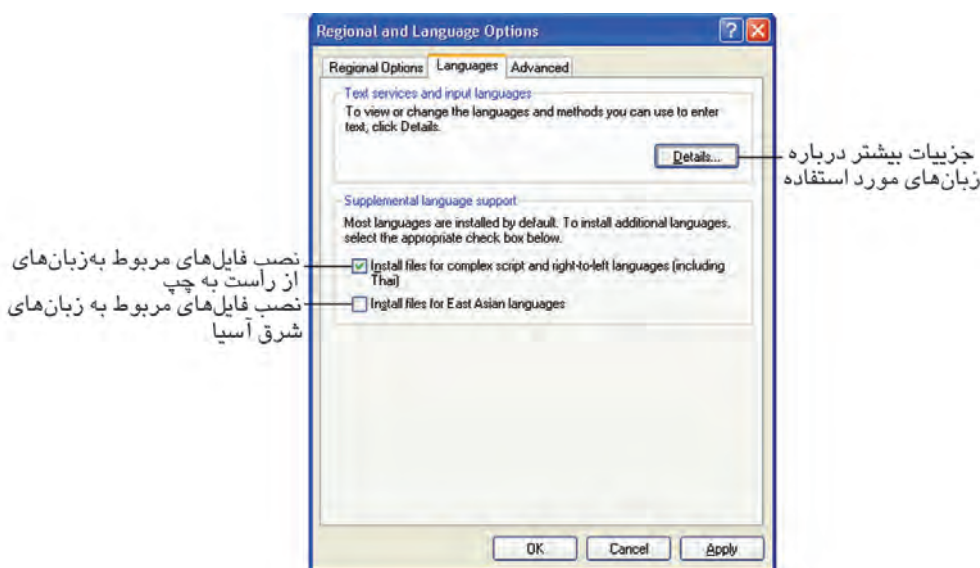 Regional and Language Options
Regional Options Languages Advanced
Text services and input languages
To view or change the languages and methods you can use to enter
text, click Details.
Details...
جزییات بیشتر درباره
زبان‌های مورد استفاده
Supplemental language support
Most languages are installed by default. To install additional languages,
select the appropriate check box below.
Install files for complex script and right-to-left languages (including
Thai)
نصب فایل‌های مربوط به‌زبان‌های
از راست به چپ
Install files for East Asian languages
نصب فایل‌های مربوط به زبان‌های
شرق آسیا
OK Cancel Apply